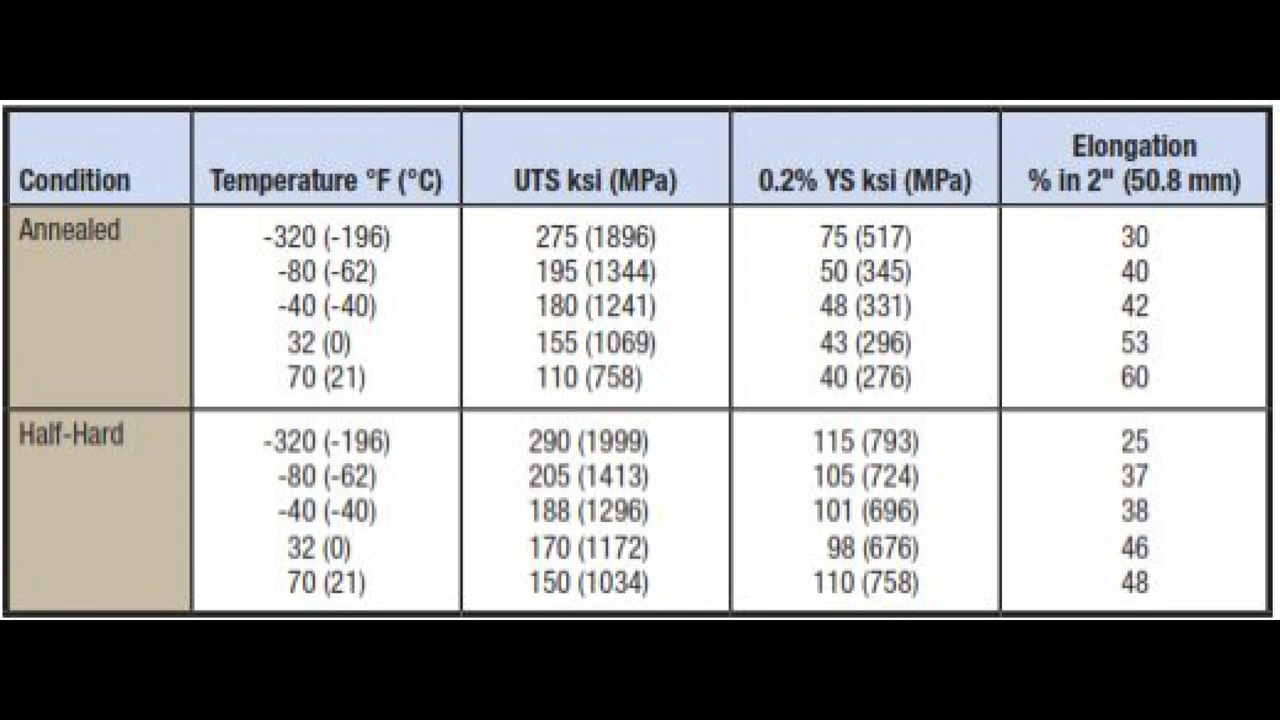 Condition Temperature °F (°C) UTS ksi (MPa) 0.2% YS ksi (MPa) Elongation % in 2" (50.8 mm)
Annealed -320 (-196) 275 (1896) 75 (517) 30
-80 (-62) 195 (1344) 50 (345) 40
-40 (-40) 180 (1241) 48 (331) 42
32 (0) 155 (1069) 43 (296) 53
70 (21) 110 (758) 40 (276) 60
Half-Hard -320 (-196) 290 (1999) 115 (793) 25
-80 (-62) 205 (1413) 105 (724) 37
-40 (-40) 188 (1296) 101 (696) 38
32 (0) 170 (1172) 98 (676) 46
70 (21) 150 (1034) 110 (758) 48